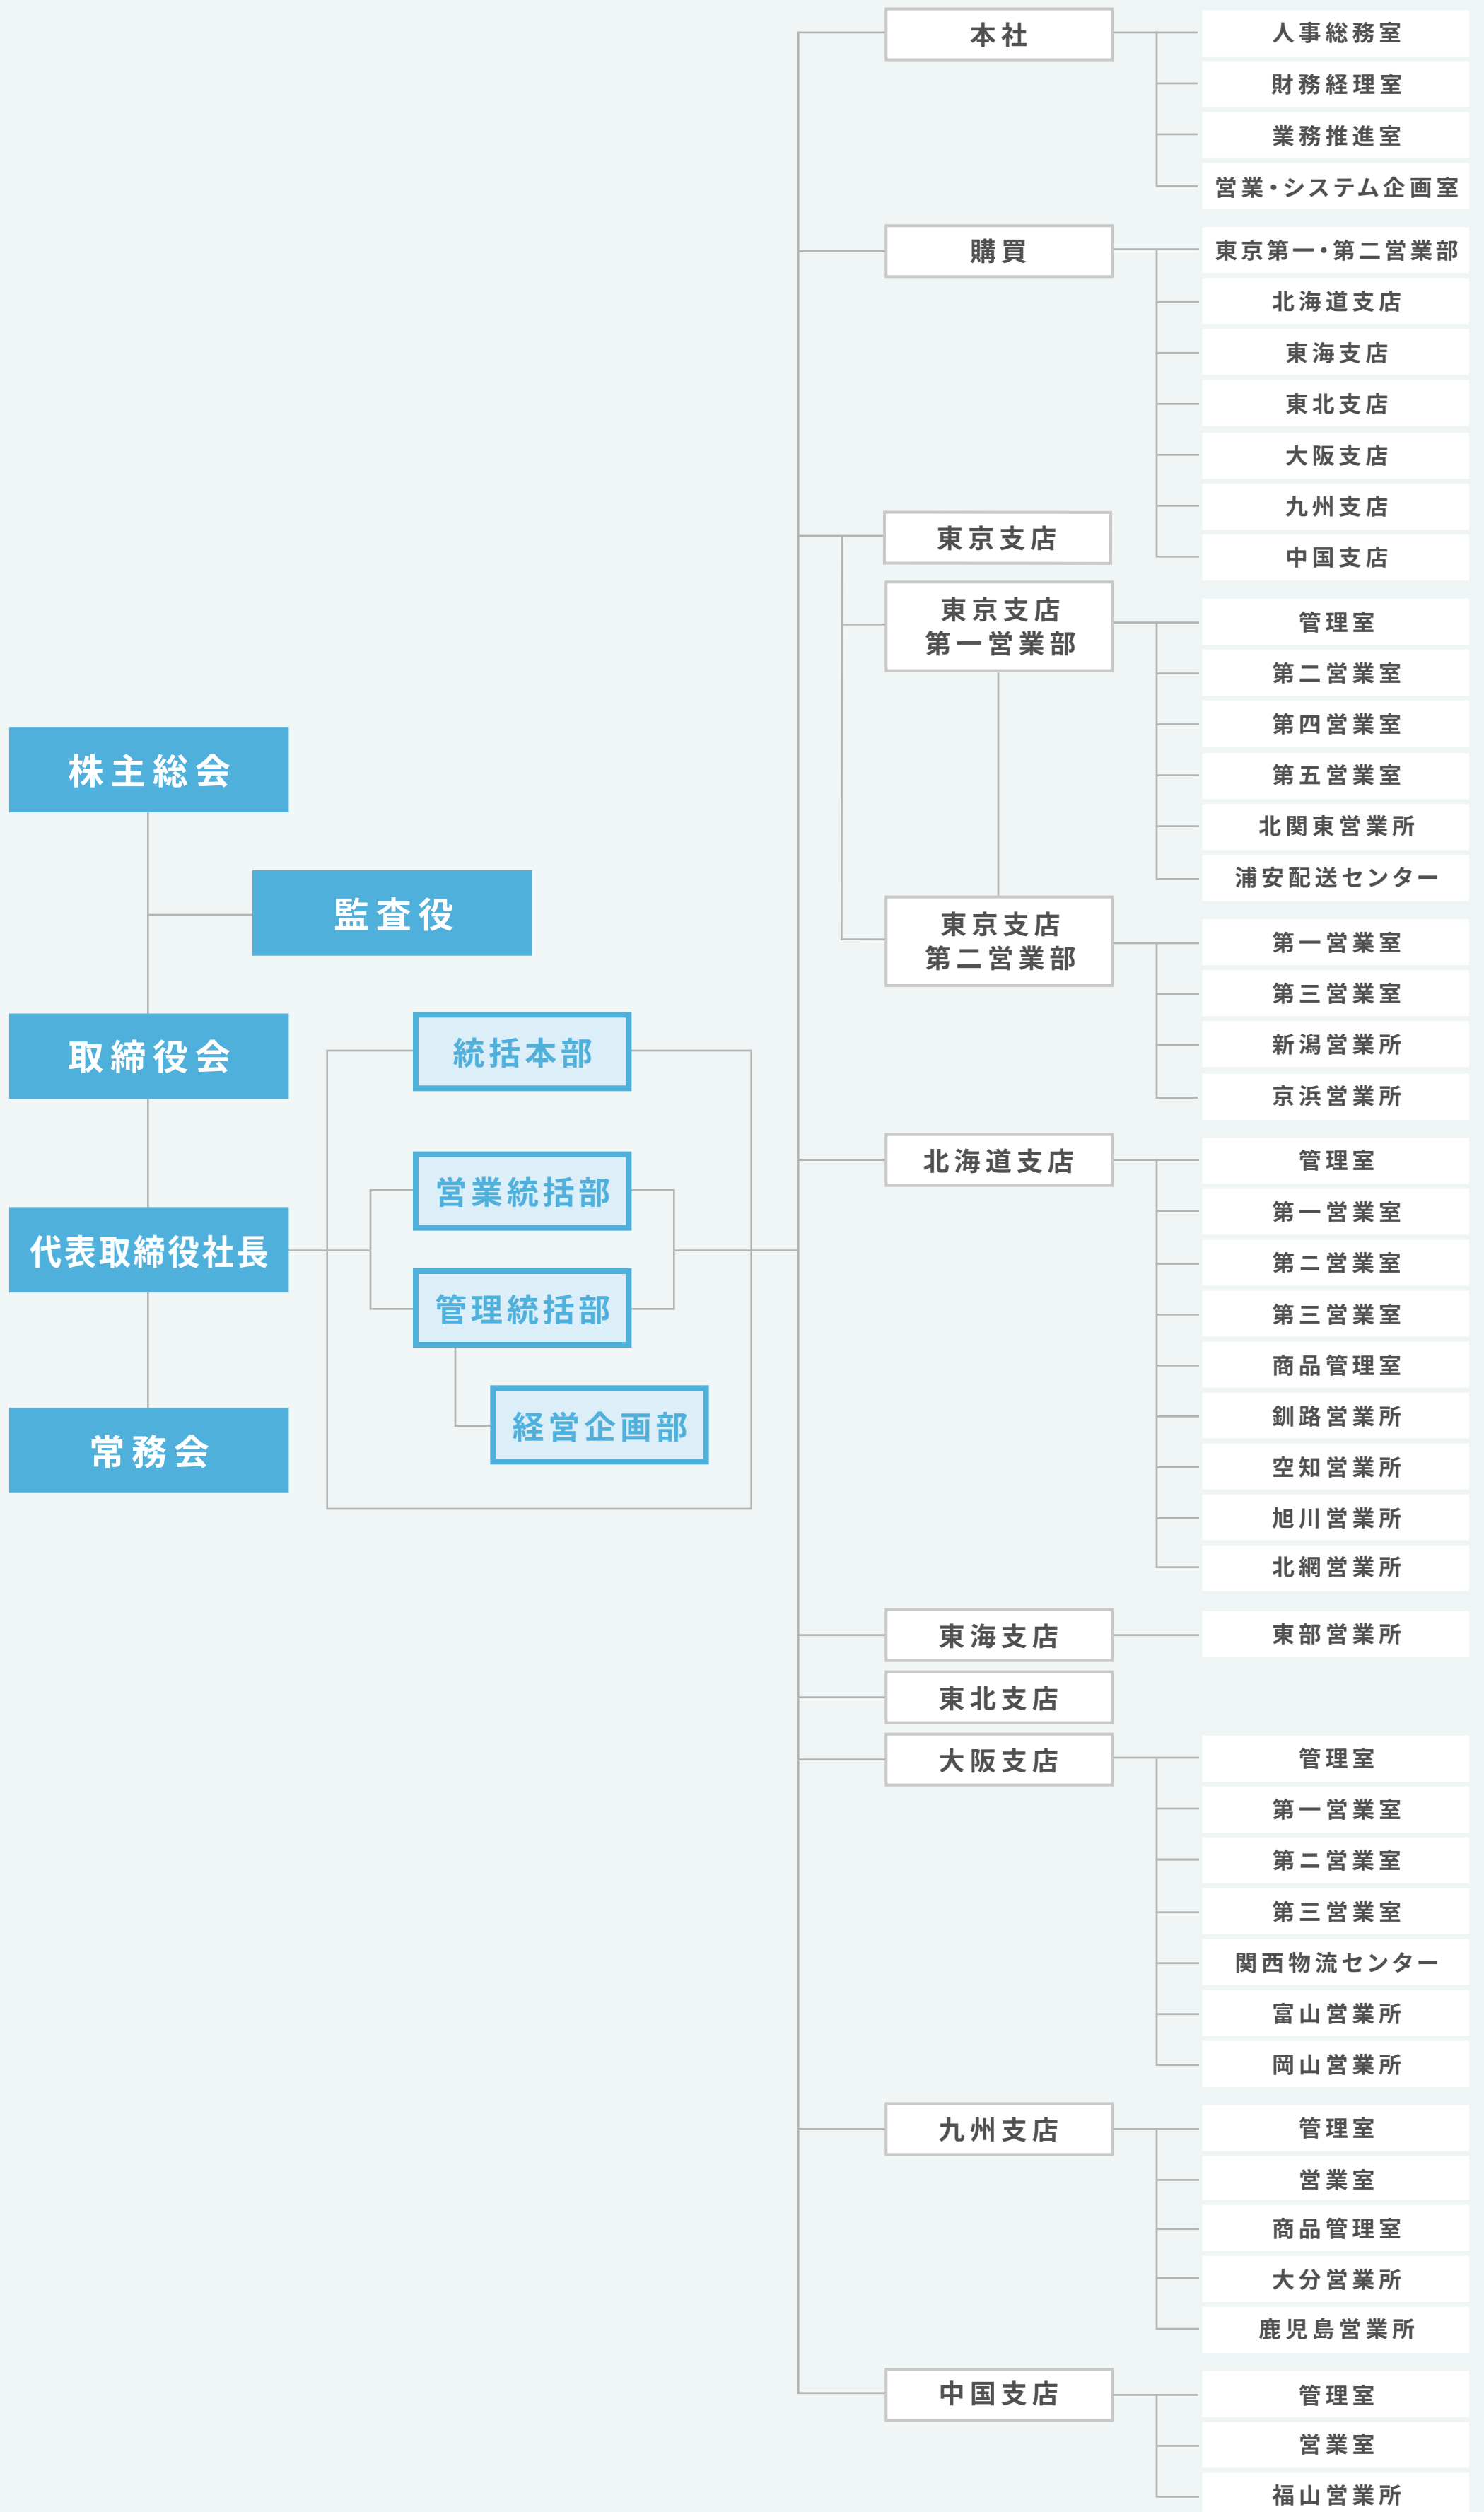 株主総会
監査役
取締役会
代表取締役社長
常務会
統括本部
営業統括部
管理統括部
経営企画部
本社
人事総務室
財務経理室
業務推進室
営業・システム企画室
購買
東京第一・第二営業部
北海道支店
東海支店
東北支店
大阪支店
九州支店
中国支店
東京支店
東京支店
第一営業部
管理室
第二営業室
第四営業室
第五営業室
北関東営業所
浦安配送センター
東京支店
第二営業部
第一営業室
第三営業室
新潟営業所
京浜営業所
北海道支店
管理室
第一営業室
第二営業室
第三営業室
商品管理室
釧路営業所
空知営業所
旭川営業所
北網営業所
東海支店
東部営業所
東北支店
大阪支店
管理室
第一営業室
第二営業室
第三営業室
関西物流センター
富山営業所
岡山営業所
九州支店
管理室
営業室
商品管理室
大分営業所
鹿児島営業所
中国支店
管理室
営業室
福山営業所